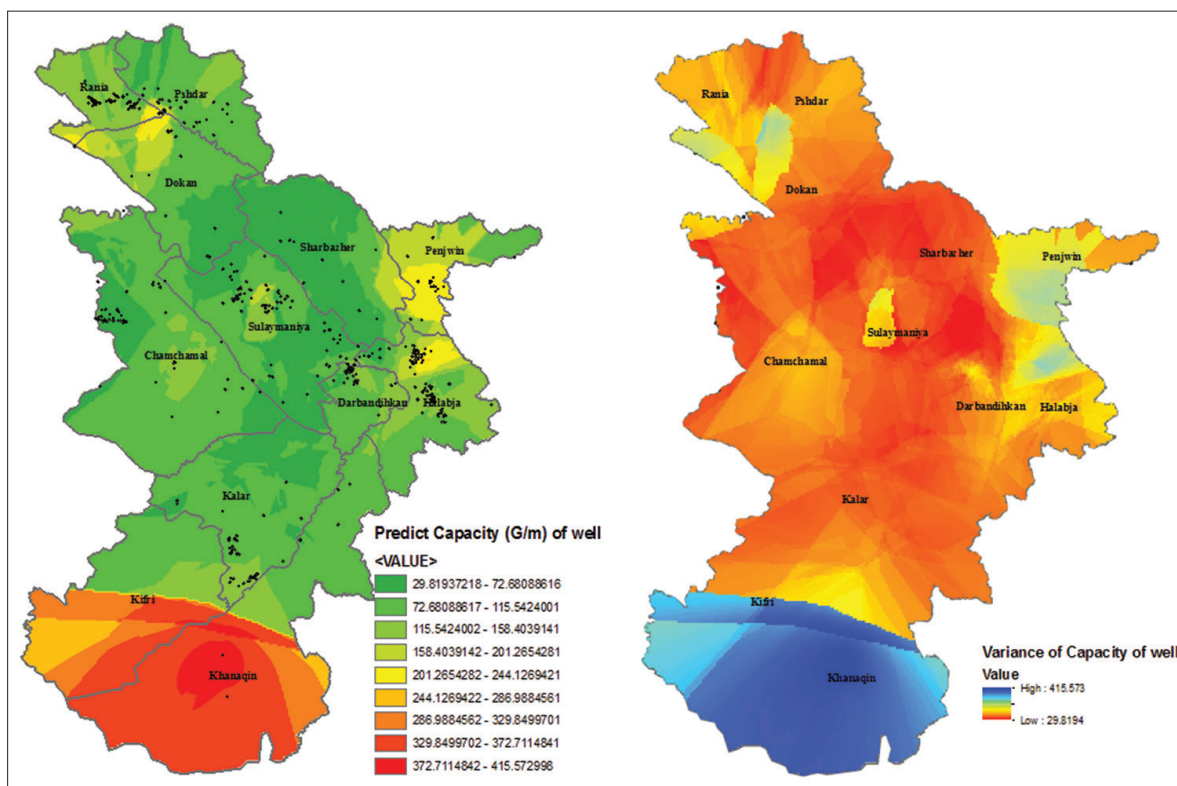 Rania
Pshdar
Dokan
Sharbazher
Penjwin
Sulaymaniya
Chamchamal
Darbandihkan
Halabja
Kalar
Kifri
Khanaqin
Predict Capacity (G/m) of well
<VALUE>
29.81937218 - 72.68088616
72.68088617 - 115.5424001
115.5424002 - 158.4039141
158.4039142 - 201.2654281
201.2654282 - 244.1269421
244.1269422 - 286.9884561
286.9884562 - 329.8499701
329.8499702 - 372.7114841
372.7114842 - 415.572998
Rania
Pshdar
Dokan
Sharbazher
Penjwin
Sulaymaniya
Chamchamal
Darbandihkan
Halabja
Kalar
Kifri
Khanaqin
Variance of Capacity of well
Value
High : 415.573
Low : 29.8194